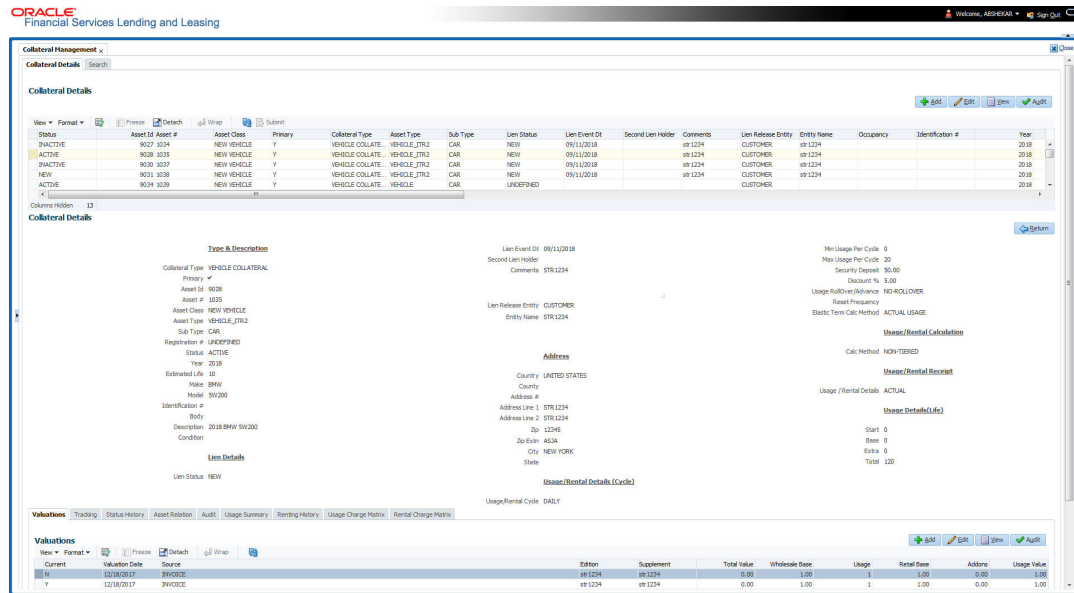 ORACLE
Financial Services Lending and Leasing
Welcome, ABSHEKAR
Sign Out
Collateral Management x
Close
Collateral Details Search
Collateral Details
Add Edit View Audit
View Format Freeze Detach Wrap Submit
Status Asset Id Asset # Asset Class Primary Collateral Type Asset Type Sub Type Lien Status Lien Event Dt Second Lien Holder Comments Lien Release Entity Entity Name Occupancy Identification # Year
INACTIVE 9027 1034 NEW VEHICLE Y VEHICLE COLLATE... VEHICLE_ITR2 CAR NEW 09/11/2018 str1234 CUSTOMER str1234 2018
ACTIVE 9028 1035 NEW VEHICLE Y VEHICLE COLLATE... VEHICLE_ITR2 CAR NEW 09/11/2018 str1234 CUSTOMER str1234 2018
INACTIVE 9030 1037 NEW VEHICLE Y VEHICLE COLLATE... VEHICLE_ITR2 CAR NEW 09/11/2018 str1234 CUSTOMER str1234 2018
NEW 9031 1038 NEW VEHICLE Y VEHICLE COLLATE... VEHICLE_ITR2 CAR NEW 09/11/2018 str1234 CUSTOMER str1234 2018
ACTIVE 9034 1039 NEW VEHICLE Y VEHICLE COLLATE... VEHICLE CAR UNDEFINED CUSTOMER 2018
Columns Hidden 13
Collateral Details
Return
Type & Description
Collateral Type VEHICLE COLLATERAL
Primary
Asset Id 9028
Asset # 1035
Asset Class NEW VEHICLE
Asset Type VEHICLE_ITR2
Sub Type CAR
Registration # UNDEFINED
Status ACTIVE
Year 2018
Estimated Life 10
Make BMW
Model 5W200
Identification #
Body
Description 2018 BMW 5W200
Condition
Lien Details
Lien Status NEW
Lien Event Dt 09/11/2018
Second Lien Holder
Comments STR1234
Lien Release Entity CUSTOMER
Entity Name STR1234
Address
Country UNITED STATES
County
Address #
Address Line 1 STR1234
Address Line 2 STR1234
Zip 12345
Zip Extn ASJA
City NEW YORK
State
Usage/Rental Details (Cycle)
Usage/Rental Cycle DAILY
Min Usage Per Cycle 0
Max Usage Per Cycle 20
Security Deposit 50.00
Discount % 5.00
Usage RollOver/Advance NO-ROLLOVER
Reset Frequency
Elastic Term Calc Method ACTUAL USAGE
Usage/Rental Calculation
Calc Method NON-TIERED
Usage/Rental Receipt
Usage / Rental Details ACTUAL
Usage Details(Life)
Start 0
Base 0
Extra 0
Total 120
Valuations Tracking Status History Asset Relation Audit Usage Summary Renting History Usage Charge Matrix Rental Charge Matrix
Valuations
Add Edit View Audit
View Format Freeze Detach Wrap
Current Valuation Date Source Edition Supplement Total Value Wholesale Base Usage Retail Base Addons Usage Value
N 12/18/2017 INVOICE str1234 str1234 0.00 1.00 1 1.00 0.00 1.00
Y 12/18/2017 INVOICE str1234 str1234 0.00 1.00 1 1.00 0.00 1.00